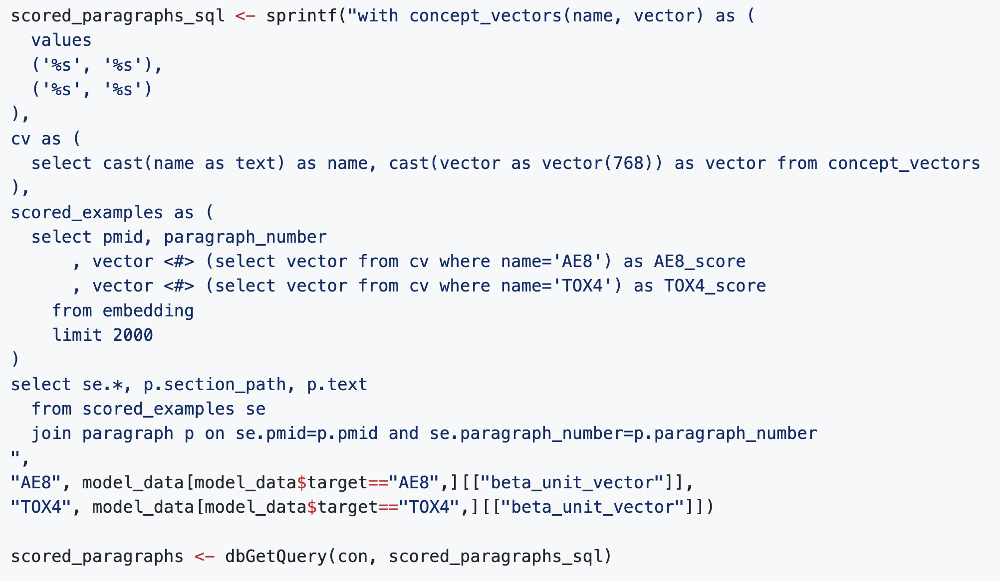 scored_paragraphs_sql <- sprintf("with concept_vectors(name, vector) as (
  values
  ('%s', '%s'),
  ('%s', '%s')
),
cv as (
  select cast(name as text) as name, cast(vector as vector(768)) as vector from concept_vectors
),
scored_examples as (
  select pmid, paragraph_number
      , vector <#> (select vector from cv where name='AE8') as AE8_score
      , vector <#> (select vector from cv where name='TOX4') as TOX4_score
    from embedding
    limit 2000
)
select se.*, p.section_path, p.text
  from scored_examples se
  join paragraph p on se.pmid=p.pmid and se.paragraph_number=p.paragraph_number
",
"AE8", model_data[model_data$target=="AE8",][["beta_unit_vector"]],
"TOX4", model_data[model_data$target=="TOX4",][["beta_unit_vector"]])

scored_paragraphs <- dbGetQuery(con, scored_paragraphs_sql)